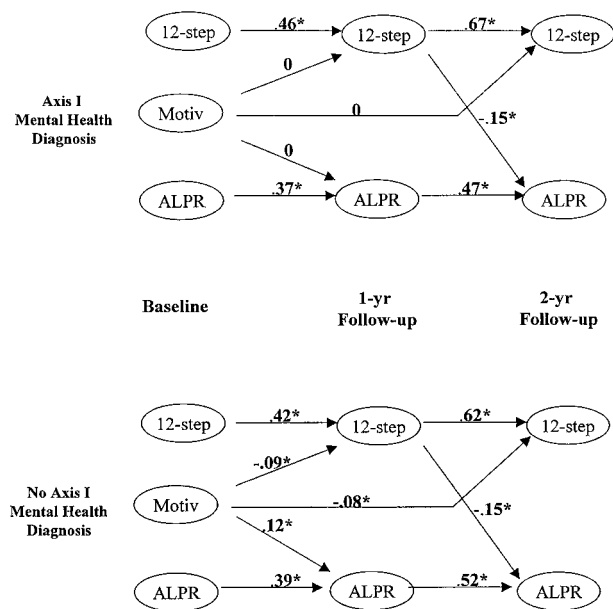 12-step .46* 12-step .67* 12-step
0
Axis I
Mental Health
Diagnosis
Motiv 0 -.15*
0
ALPR .37* ALPR .47* ALPR
Baseline
1-yr
Follow-up
2-yr
Follow-up
12-step .42* 12-step .62* 12-step
-.09*
No Axis I
Mental Health
Diagnosis
Motiv -.08* -.15*
.12*
ALPR .39* ALPR .52* ALPR